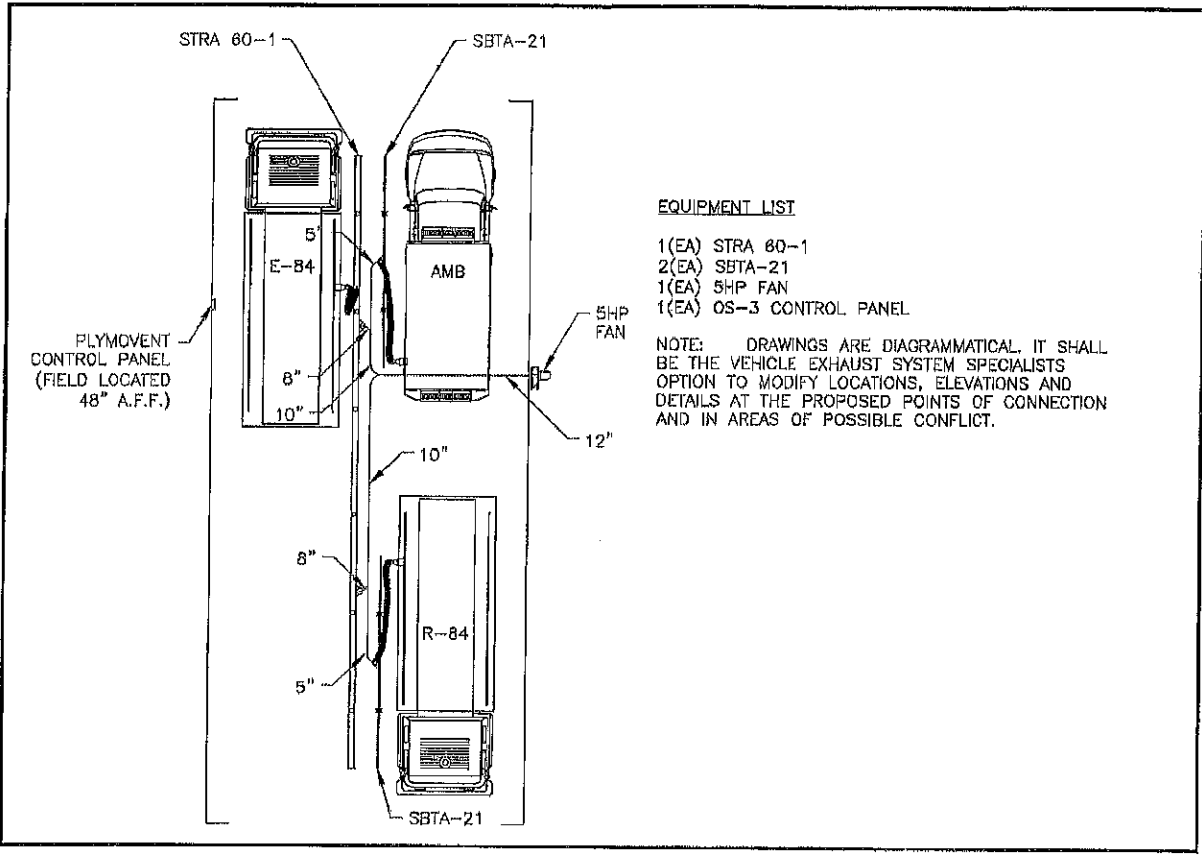 STRA 60-1
SBTA-21
5'
E-84
AMB
PLYMOVENT
CONTROL PANEL
(FIELD LOCATED
48" A.F.F.)
8"
10"
5HP
FAN
12"
10"
8"
R-84
5"
SBTA-21
EQUIPMENT LIST
1(EA) STRA 60-1
2(EA) SBTA-21
1(EA) 5HP FAN
1(EA) OS-3 CONTROL PANEL
NOTE: DRAWINGS ARE DIAGRAMMATICAL, IT SHALL
BE THE VEHICLE EXHAUST SYSTEM SPECIALISTS
OPTION TO MODIFY LOCATIONS, ELEVATIONS AND
DETAILS AT THE PROPOSED POINTS OF CONNECTION
AND IN AREAS OF POSSIBLE CONFLICT.